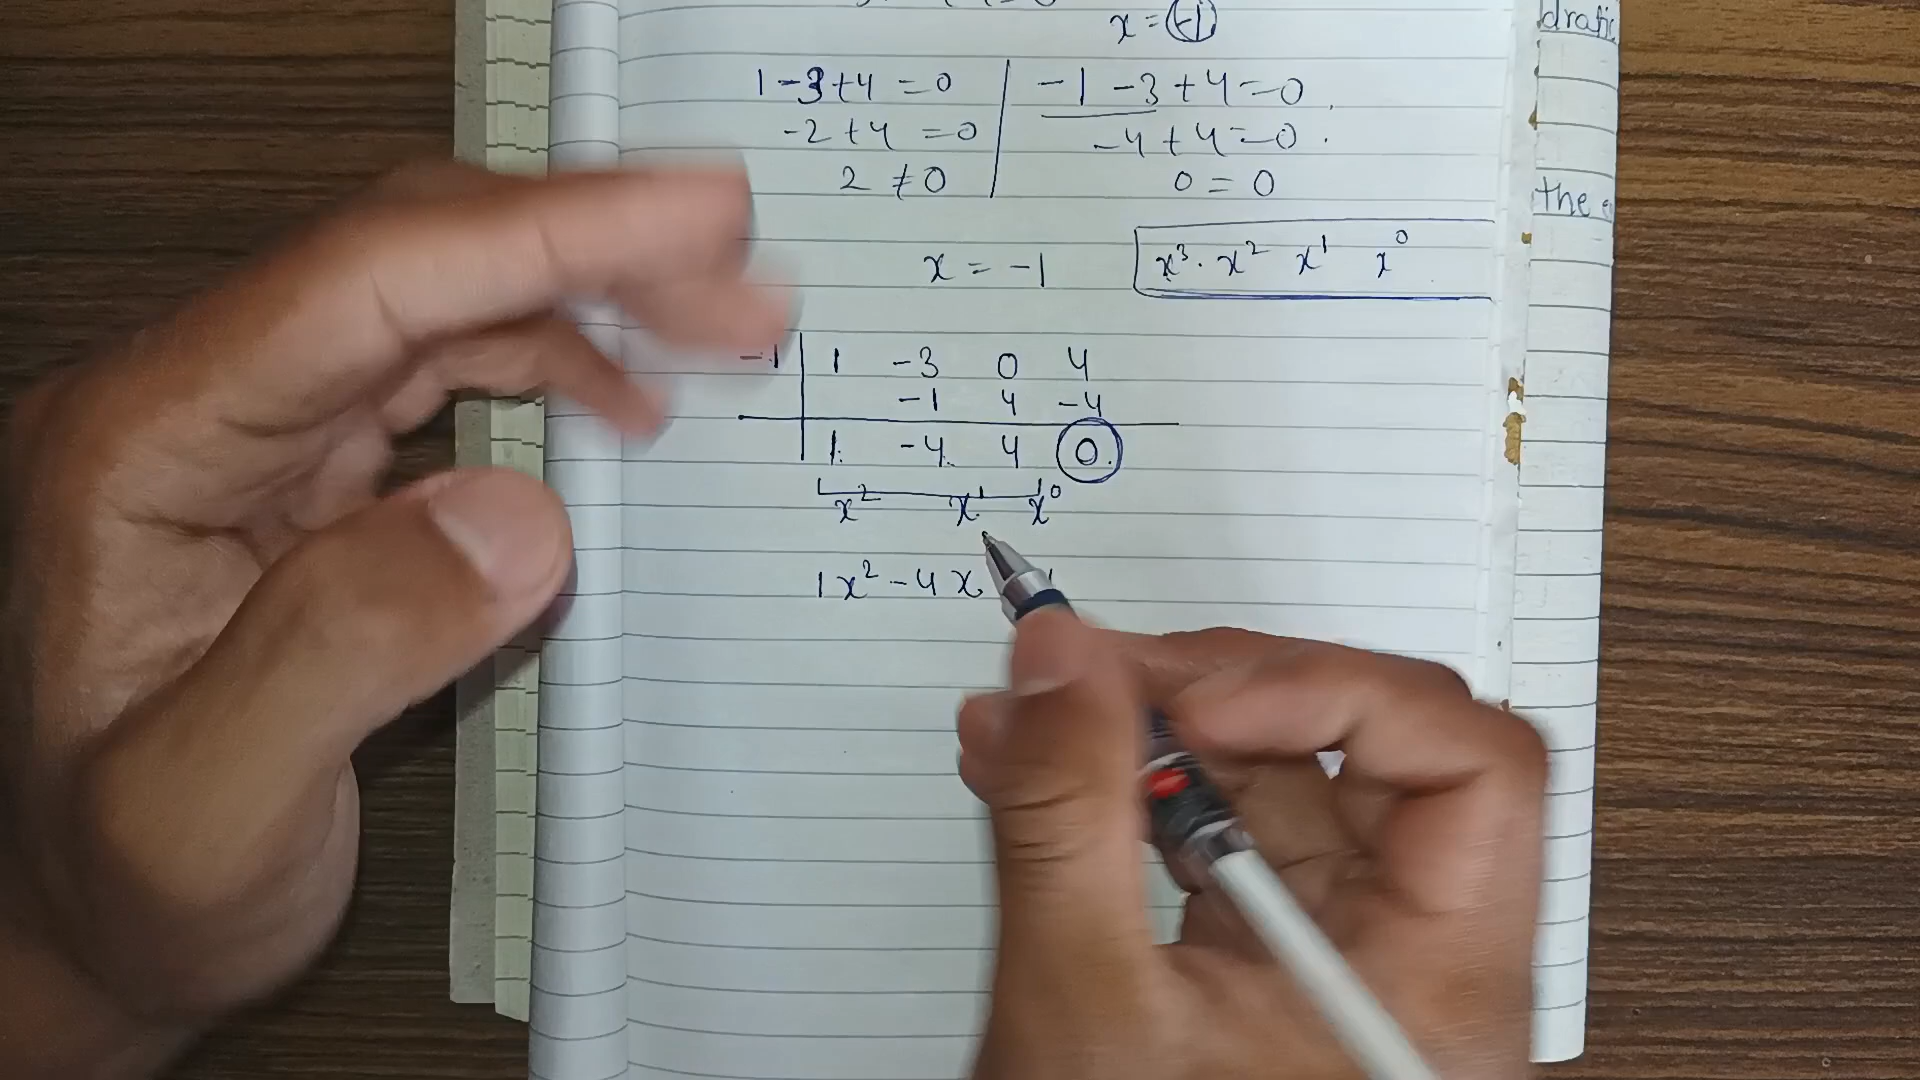 x = -1
1 - 3 + 4 = 0
-1 - 3 + 4 = 0
-2 + 4 = 0
-4 + 4 = 0
2 ≠ 0
0 = 0
x = -1
x³ · x² x¹ x⁰
-1 1 -3 0 4
-1 4 -4
1 -4 4 0
x² x¹ x⁰
1x² - 4x
dratic
the